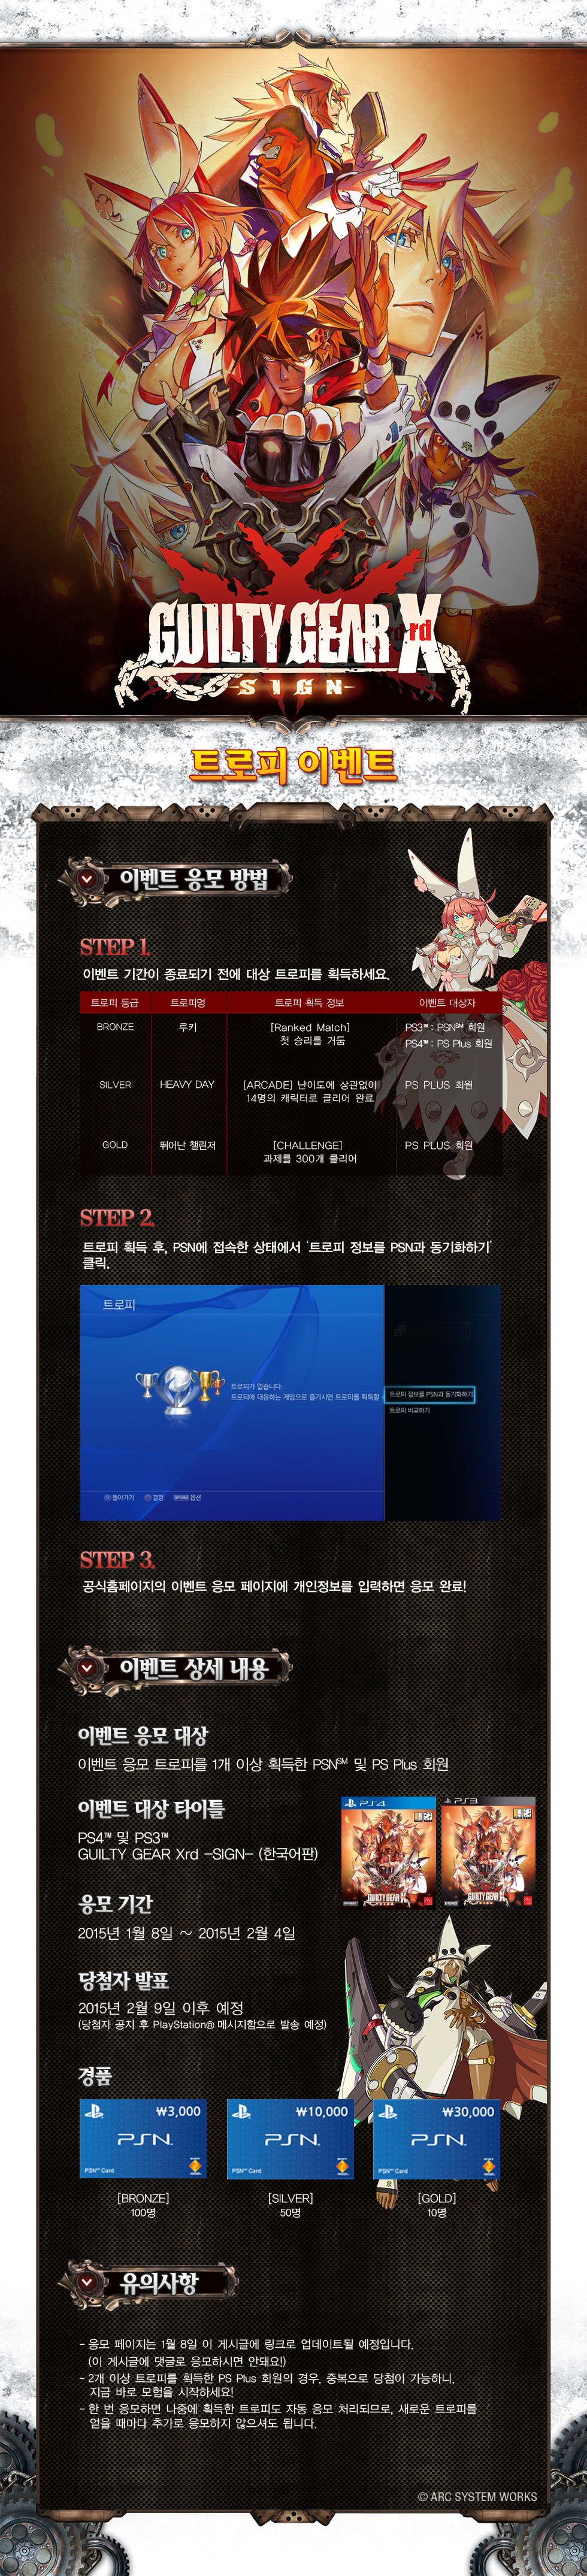 GUILTY GEAR Xrd
-SIGN-
트로피 이벤트
이벤트 응모 방법
STEP 1.
이벤트 기간이 종료되기 전에 대상 트로피를 획득하세요.
트로피 등급 트로피명 트로피 획득 정보 이벤트 대상자
BRONZE 루키 [Ranked Match] PS3™ : PSN℠ 회원
첫 승리를 거둠 PS4™ : PS Plus 회원
SILVER HEAVY DAY [ARCADE] 난이도에 상관없이 PS PLUS 회원
14명의 캐릭터로 클리어 완료
GOLD 뛰어난 챌린저 [CHALLENGE] PS PLUS 회원
과제를 300개 클리어
STEP 2.
트로피 획득 후, PSN에 접속한 상태에서 '트로피 정보를 PSN과 동기화하기'
클릭.
트로피
트로피가 없습니다.
트로피에 대응하는 게임으로 즐기시면 트로피를 획득할
트로피 정보를 PSN과 동기화하기
트로피 비교하기
돌아가기 결정 OPTIONS 옵션
STEP 3.
공식홈페이지의 이벤트 응모 페이지에 개인정보를 입력하면 응모 완료!
이벤트 상세 내용
이벤트 응모 대상
이벤트 응모 트로피를 1개 이상 획득한 PSN℠ 및 PS Plus 회원
이벤트 대상 타이틀
PS4™ 및 PS3™
GUILTY GEAR Xrd -SIGN- (한국어판)
PS4 PS3
GUILTY GEAR X GUILTY GEAR X
응모 기간
2015년 1월 8일 ~ 2015년 2월 4일
당첨자 발표
2015년 2월 9일 이후 예정
(당첨자 공지 후 PlayStation® 메시지함으로 발송 예정)
경품
₩3,000 ₩10,000 ₩30,000
PSN™ PSN™ PSN™
PSN™ Card PSN™ Card PSN™ Card
[BRONZE] [SILVER] [GOLD]
100명 50명 10명
유의사항
- 응모 페이지는 1월 8일 이 게시글에 링크로 업데이트될 예정입니다.
(이 게시글에 댓글로 응모하시면 안돼요!)
- 2개 이상 트로피를 획득한 PS Plus 회원의 경우, 중복으로 당첨이 가능하니,
지금 바로 모험을 시작하세요!
- 한 번 응모하면 나중에 획득한 트로피도 자동 응모 처리되므로, 새로운 트로피를
얻을 때마다 추가로 응모하지 않으셔도 됩니다.
© ARC SYSTEM WORKS